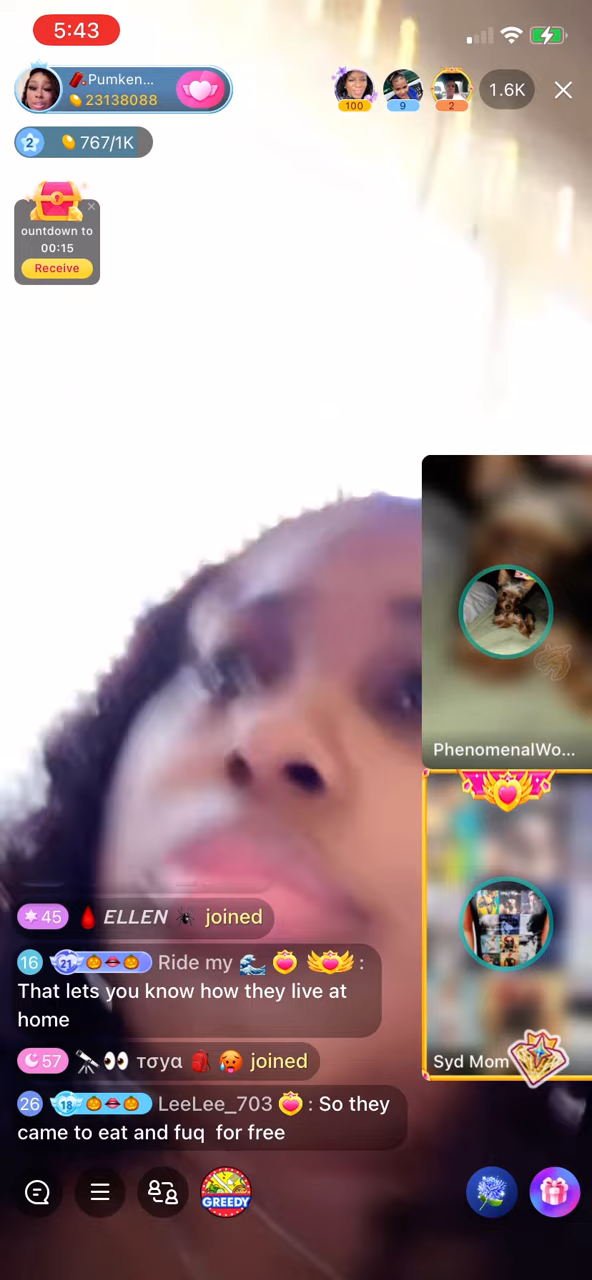 5:43
Pumken...
23138088
100
9
2
1.6K
2
767/1K
ountdown to
00:15
Receive
PhenomenalWo...
45 ELLEN joined
16 21 Ride my :
That lets you know how they live at
home
57 тσуα joined
26 18 LeeLee_703 : So they
came to eat and fuq for free
Syd Mom
GREEDY